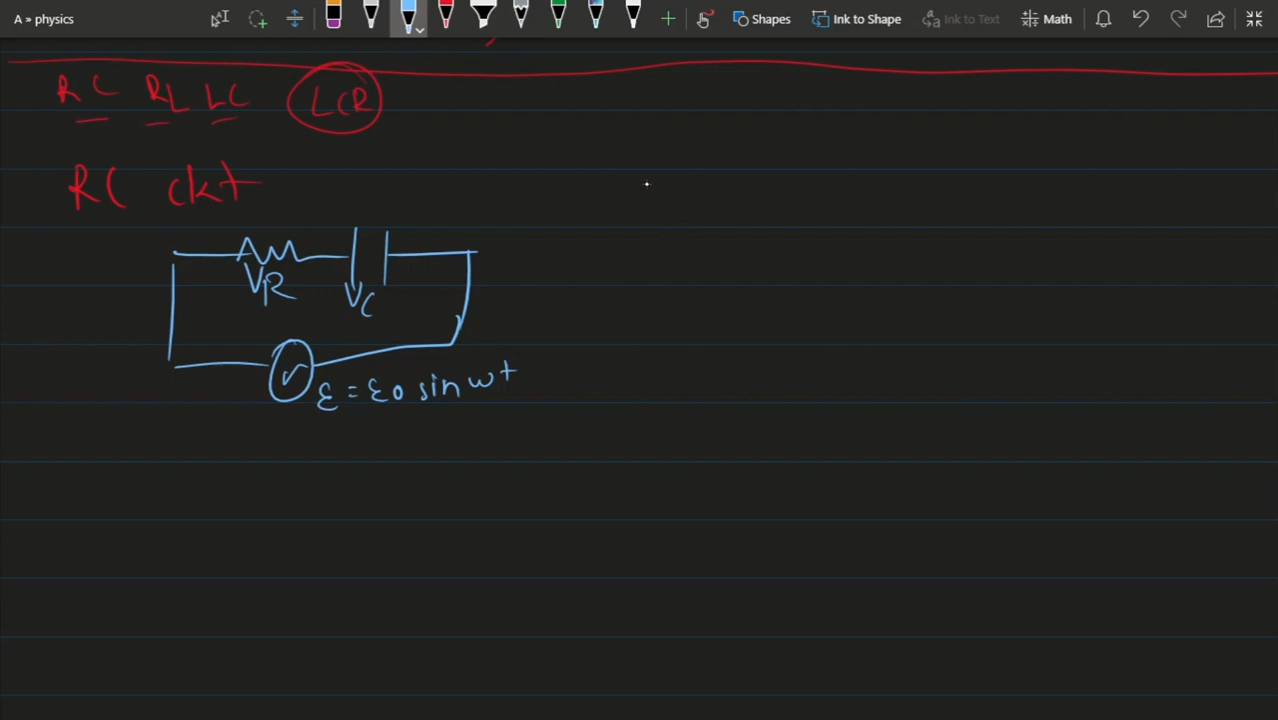 A » physics
Shapes
Ink to Shape
Ink to Text
Math
RC RL LC LCR
RC ckt
VR
VC
ε = ε0 sin ωt